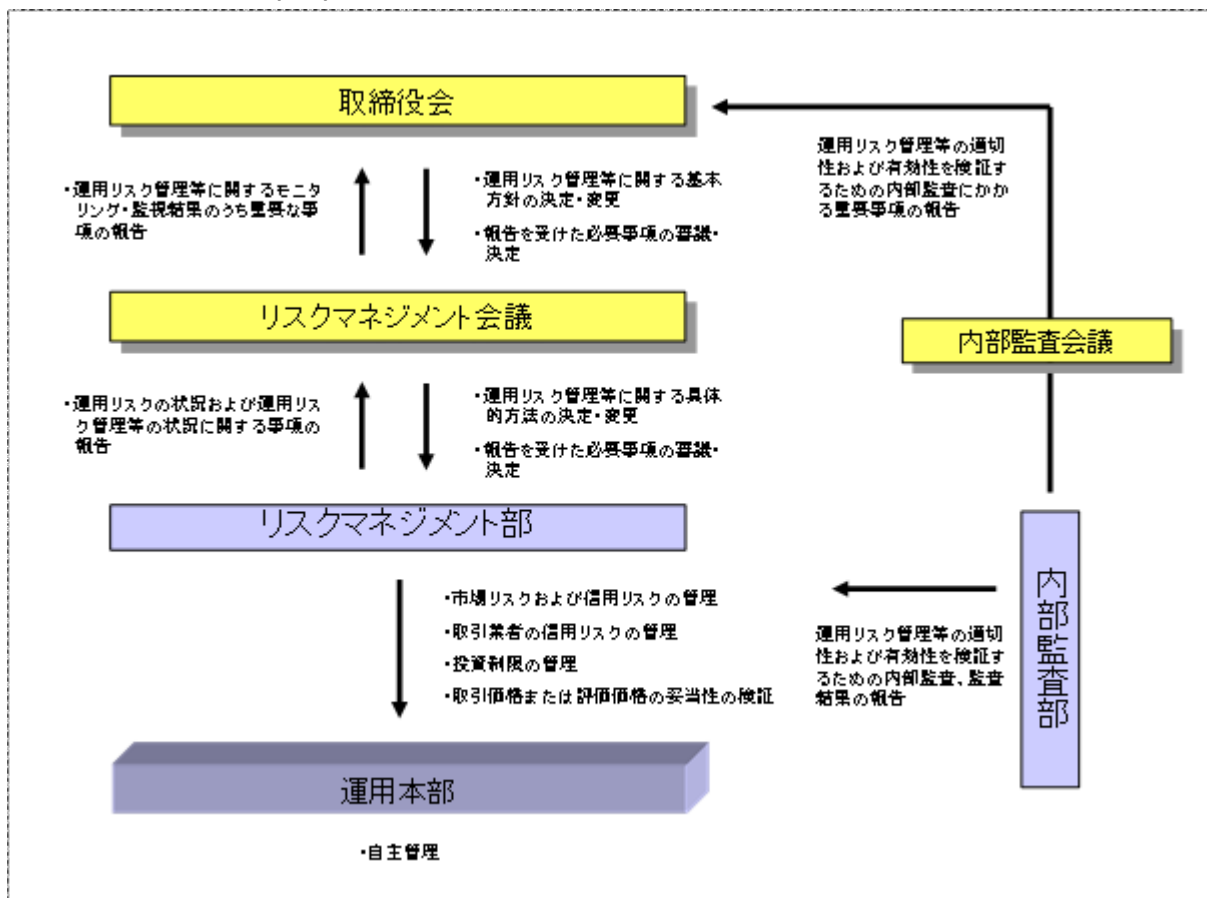 取締役会
・運用リスク管理等に関するモニタ
リング・監視結果のうち重要な事
項の報告
・運用リスク管理等に関する基本
方針の決定・変更
・報告を受けた必要事項の審議・
決定
運用リスク管理等の適切
性および有効性を検証す
るための内部監査にかか
る重要事項の報告
リスクマネジメント会議
内部監査会議
・運用リスクの状況および運用リス
ク管理等の状況に関する事項の
報告
・運用リスク管理等に関する具体
的方法の決定・変更
・報告を受けた必要事項の審議・
決定
リスクマネジメント部
・市場リスクおよび信用リスクの管理
・取引業者の信用リスクの管理
・投資制限の管理
・取引価格または評価価格の妥当性の検証
運用リスク管理等の適切
性および有効性を検証す
るための内部監査、監査
結果の報告
内部監査部
運用本部
・自主管理